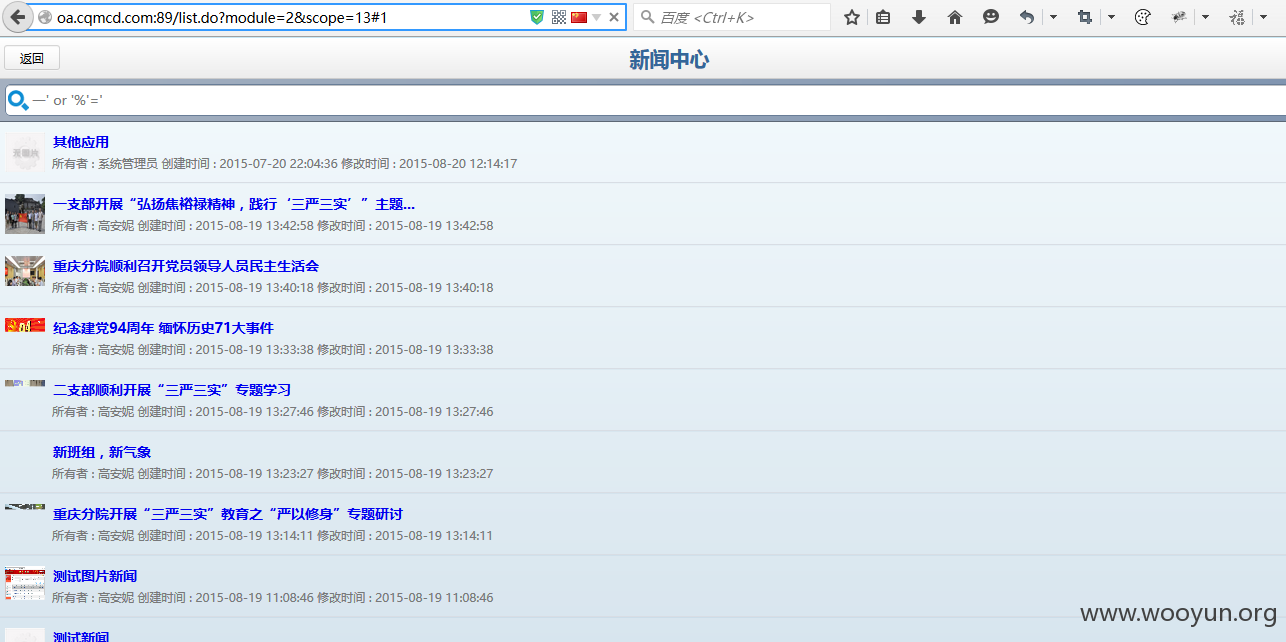 oa.cqmcd.com:89/list.do?module=2&scope=13#1
百度 <Ctrl+K>
返回
新闻中心
—' or '%'='
其他应用
所有者 : 系统管理员 创建时间 : 2015-07-20 22:04:36 修改时间 : 2015-08-20 12:14:17
一支部开展“弘扬焦裕禄精神，践行‘三严三实’”主题...
所有者 : 高安妮 创建时间 : 2015-08-19 13:42:58 修改时间 : 2015-08-19 13:42:58
重庆分院顺利召开党员领导人员民主生活会
所有者 : 高安妮 创建时间 : 2015-08-19 13:40:18 修改时间 : 2015-08-19 13:40:18
纪念建党94周年 缅怀历史71大事件
所有者 : 高安妮 创建时间 : 2015-08-19 13:33:38 修改时间 : 2015-08-19 13:33:38
二支部顺利开展“三严三实”专题学习
所有者 : 高安妮 创建时间 : 2015-08-19 13:27:46 修改时间 : 2015-08-19 13:27:46
新班组，新气象
所有者 : 高安妮 创建时间 : 2015-08-19 13:23:27 修改时间 : 2015-08-19 13:23:27
重庆分院开展“三严三实”教育之“严以修身”专题研讨
所有者 : 高安妮 创建时间 : 2015-08-19 13:14:11 修改时间 : 2015-08-19 13:14:11
测试图片新闻
所有者 : 高安妮 创建时间 : 2015-08-19 11:08:46 修改时间 : 2015-08-19 11:08:46
测试新闻
www.wooyun.org